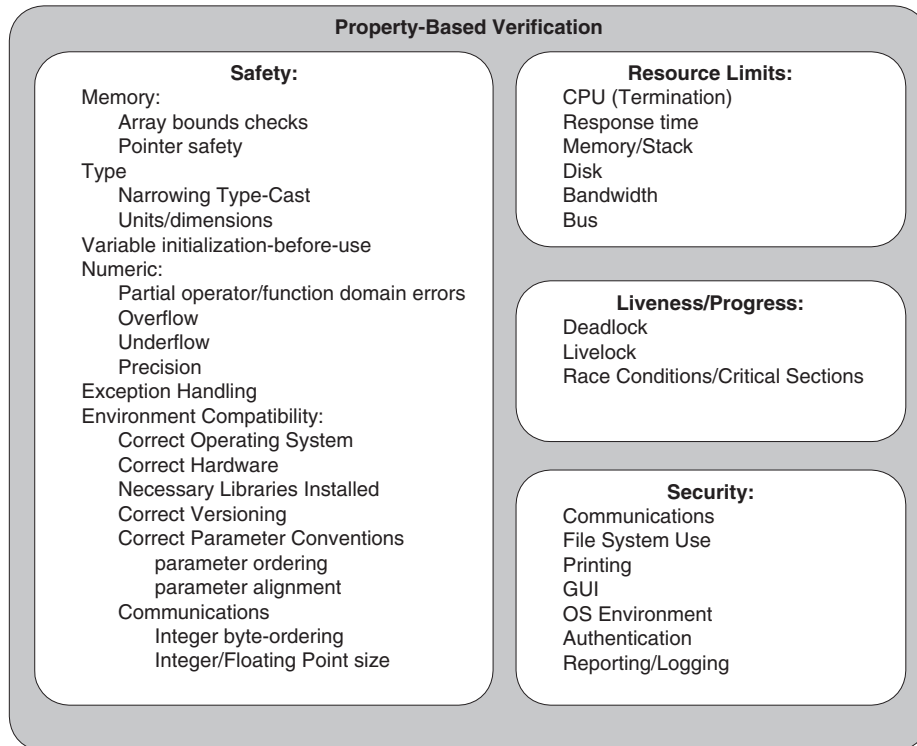 Property-Based Verification
Safety:
Memory:
Array bounds checks
Pointer safety
Type
Narrowing Type-Cast
Units/dimensions
Variable initialization-before-use
Numeric:
Partial operator/function domain errors
Overflow
Underflow
Precision
Exception Handling
Environment Compatibility:
Correct Operating System
Correct Hardware
Necessary Libraries Installed
Correct Versioning
Correct Parameter Conventions
parameter ordering
parameter alignment
Communications
Integer byte-ordering
Integer/Floating Point size
Resource Limits:
CPU (Termination)
Response time
Memory/Stack
Disk
Bandwidth
Bus
Liveness/Progress:
Deadlock
Livelock
Race Conditions/Critical Sections
Security:
Communications
File System Use
Printing
GUI
OS Environment
Authentication
Reporting/Logging